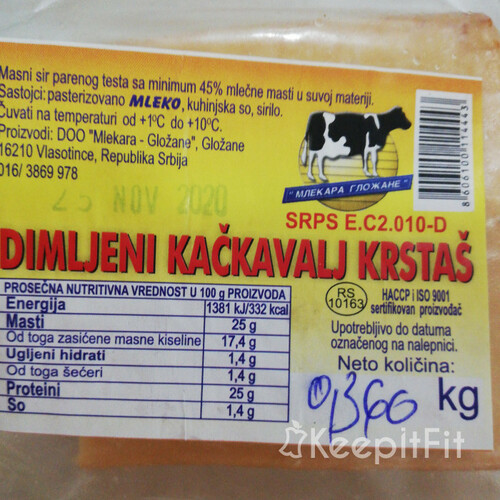 Masni sir parenog testa sa minimum 45% mlečne masti u suvoj materiji.
Sastojci: pasterizovano MLEKO, kuhinjska so, sirilo.
Čuvati na temperaturi od +1ºC do +10ºC.
Proizvodi: DOO "Mlekara - Gložane", Gložane
16210 Vlasotince, Republika Srbija
016/ 3869 978
25 NOV 2020
"МЛЕКАРА ГЛОЖАНЕ"
8606100114443
SRPS E.C2.010-D
DIMLJENI KAČKAVALJ KRSTAŠ
PROSEČNA NUTRITIVNA VREDNOST U 100 g PROIZVODA
Energija 1381 kJ/332 kcal
Masti 25 g
Od toga zasićene masne kiseline 17,4 g
Ugljeni hidrati 1,4 g
Od toga šećeri 1,4 g
Proteini 25 g
So 1,4 g
RS
10163
HACCP i ISO 9001
sertifikovan proizvođač
Upotrebljivo do datuma
označenog na nalepnici.
Neto količina:
0,360 kg
KeepitFit